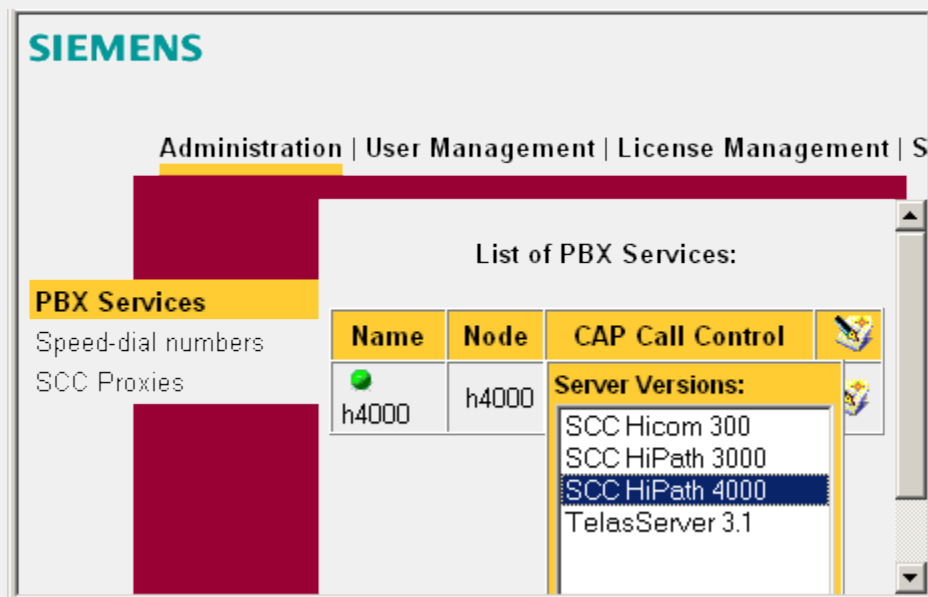 SIEMENS
Administration | User Management | License Management | S
List of PBX Services:
PBX Services
Speed-dial numbers
SCC Proxies
Name Node CAP Call Control
h4000 h4000
Server Versions:
SCC Hicom 300
SCC HiPath 3000
SCC HiPath 4000
TelasServer 3.1